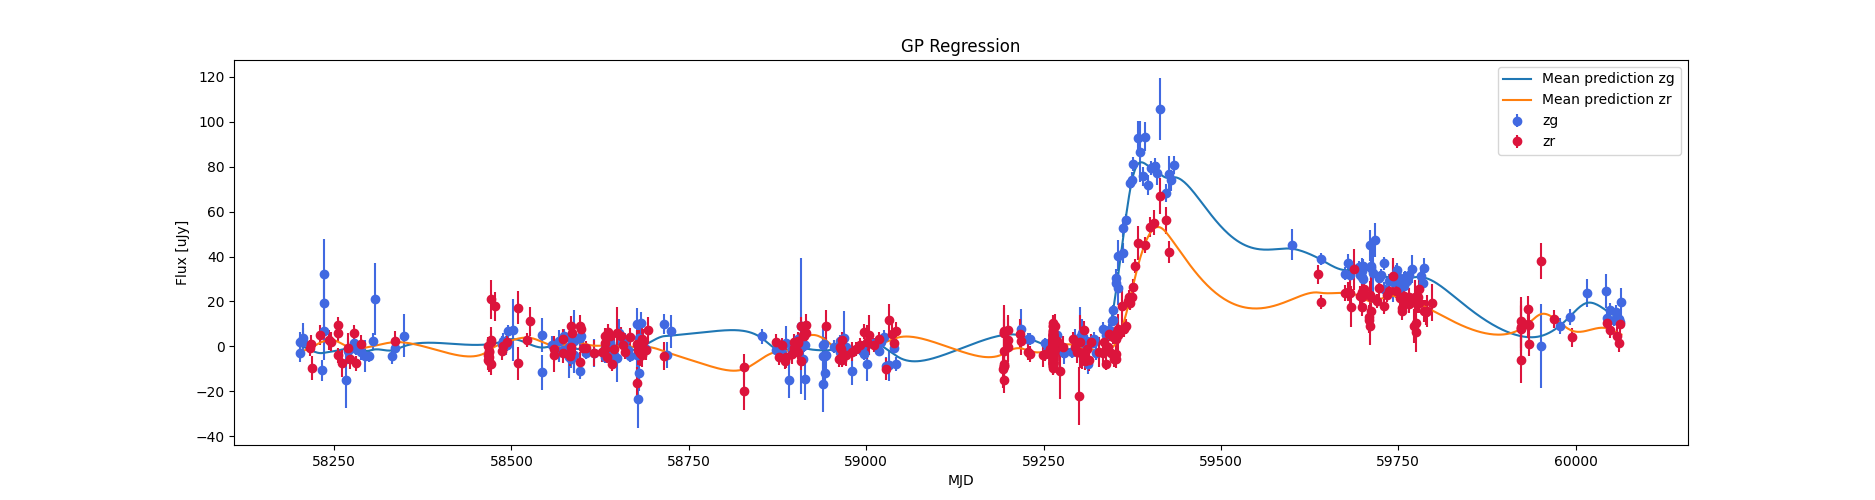 GP Regression
Flux [uJy]
120
100
80
60
40
20
0
−20
−40
Mean prediction zg
Mean prediction zr
zg
zr
58250 58500 58750 59000 59250 59500 59750 60000
MJD